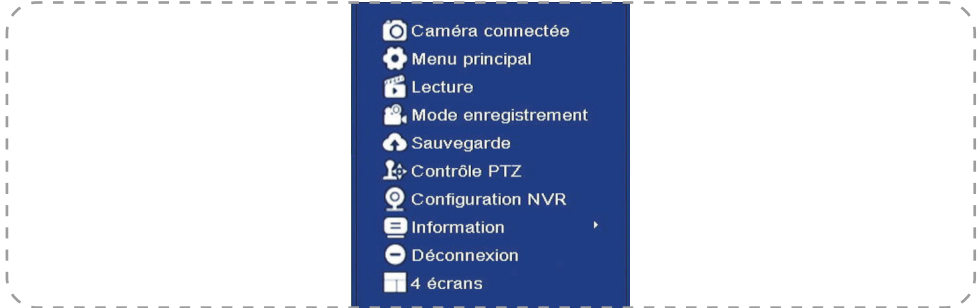 Caméra connectée
Menu principal
Lecture
Mode enregistrement
Sauvegarde
Contrôle PTZ
Configuration NVR
Information
Déconnexion
4 écrans